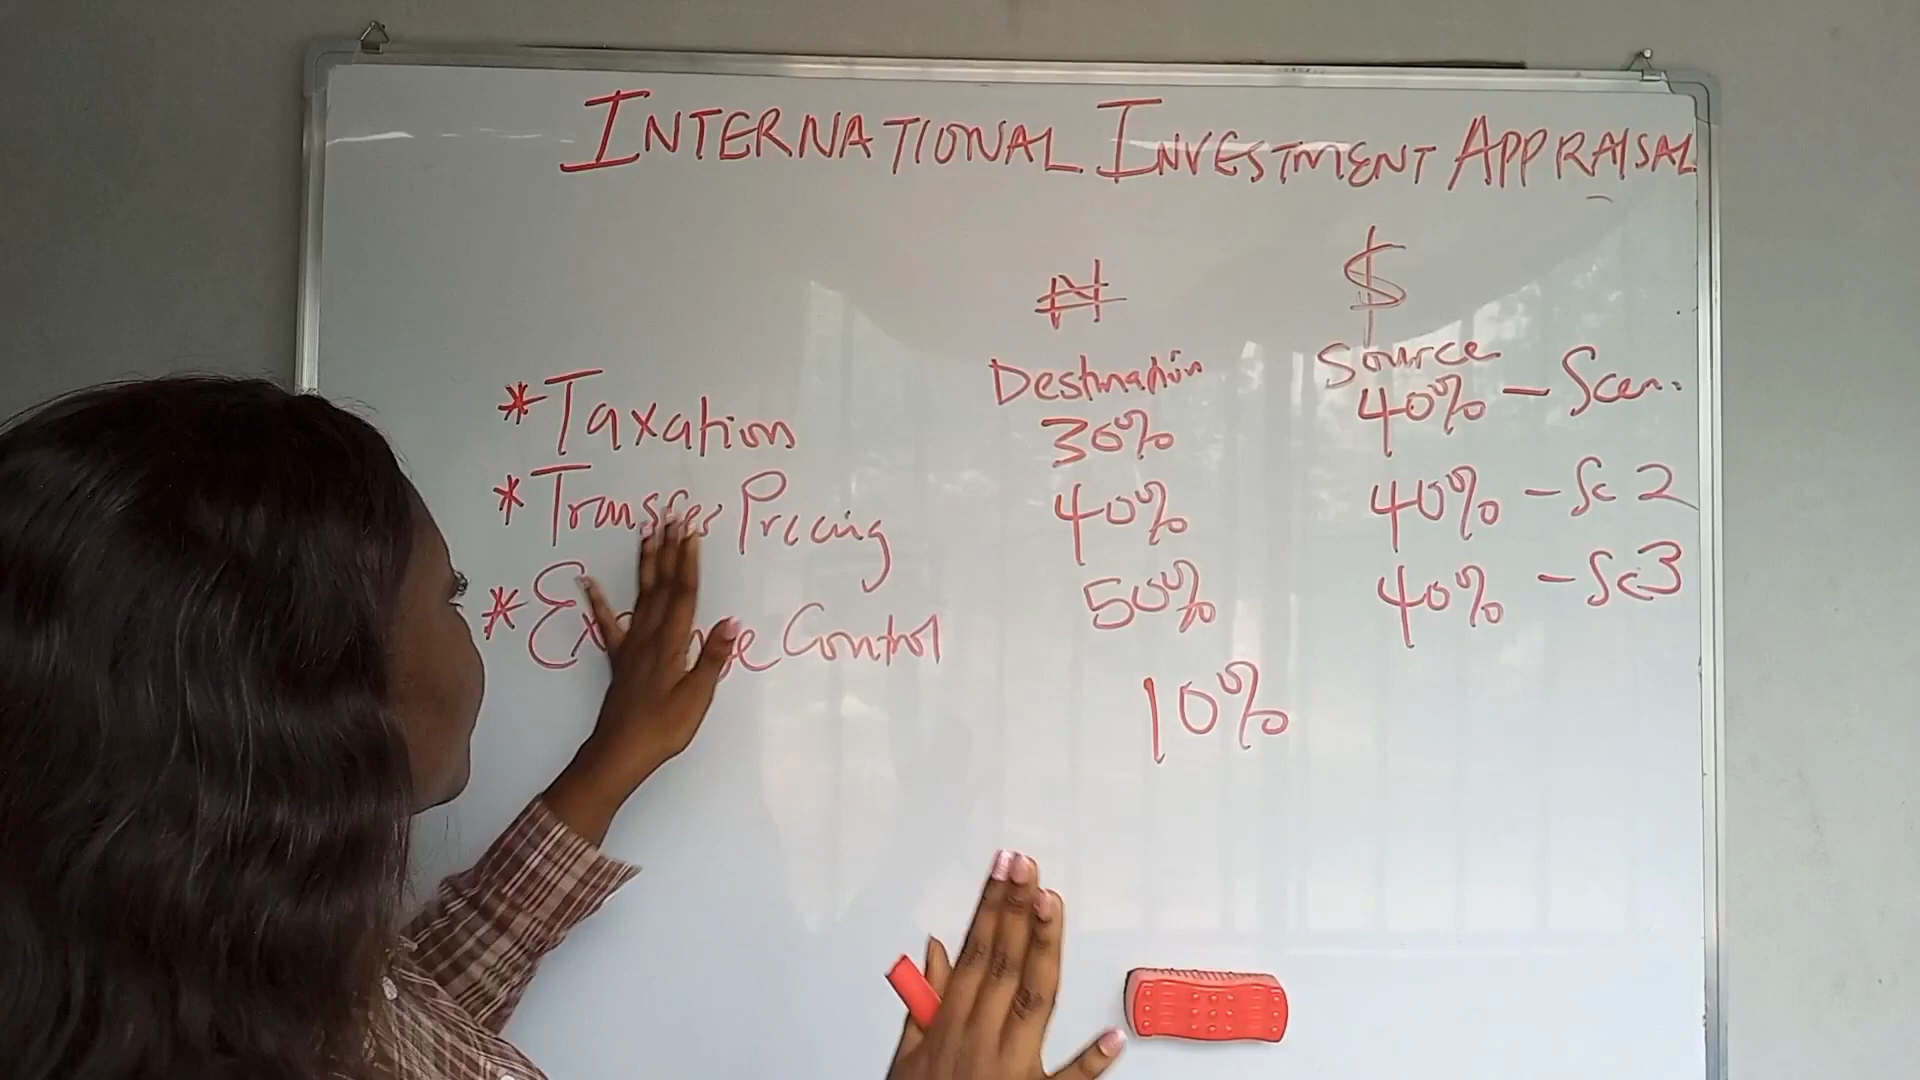 INTERNATIONAL INVESTMENT APPRAISAL
₦ $
Destination Source
* Taxation 30% 40% - Scen.
* Transfer Pricing 40% 40% - Sc 2
* Control 50% 40% - Sc3
10%